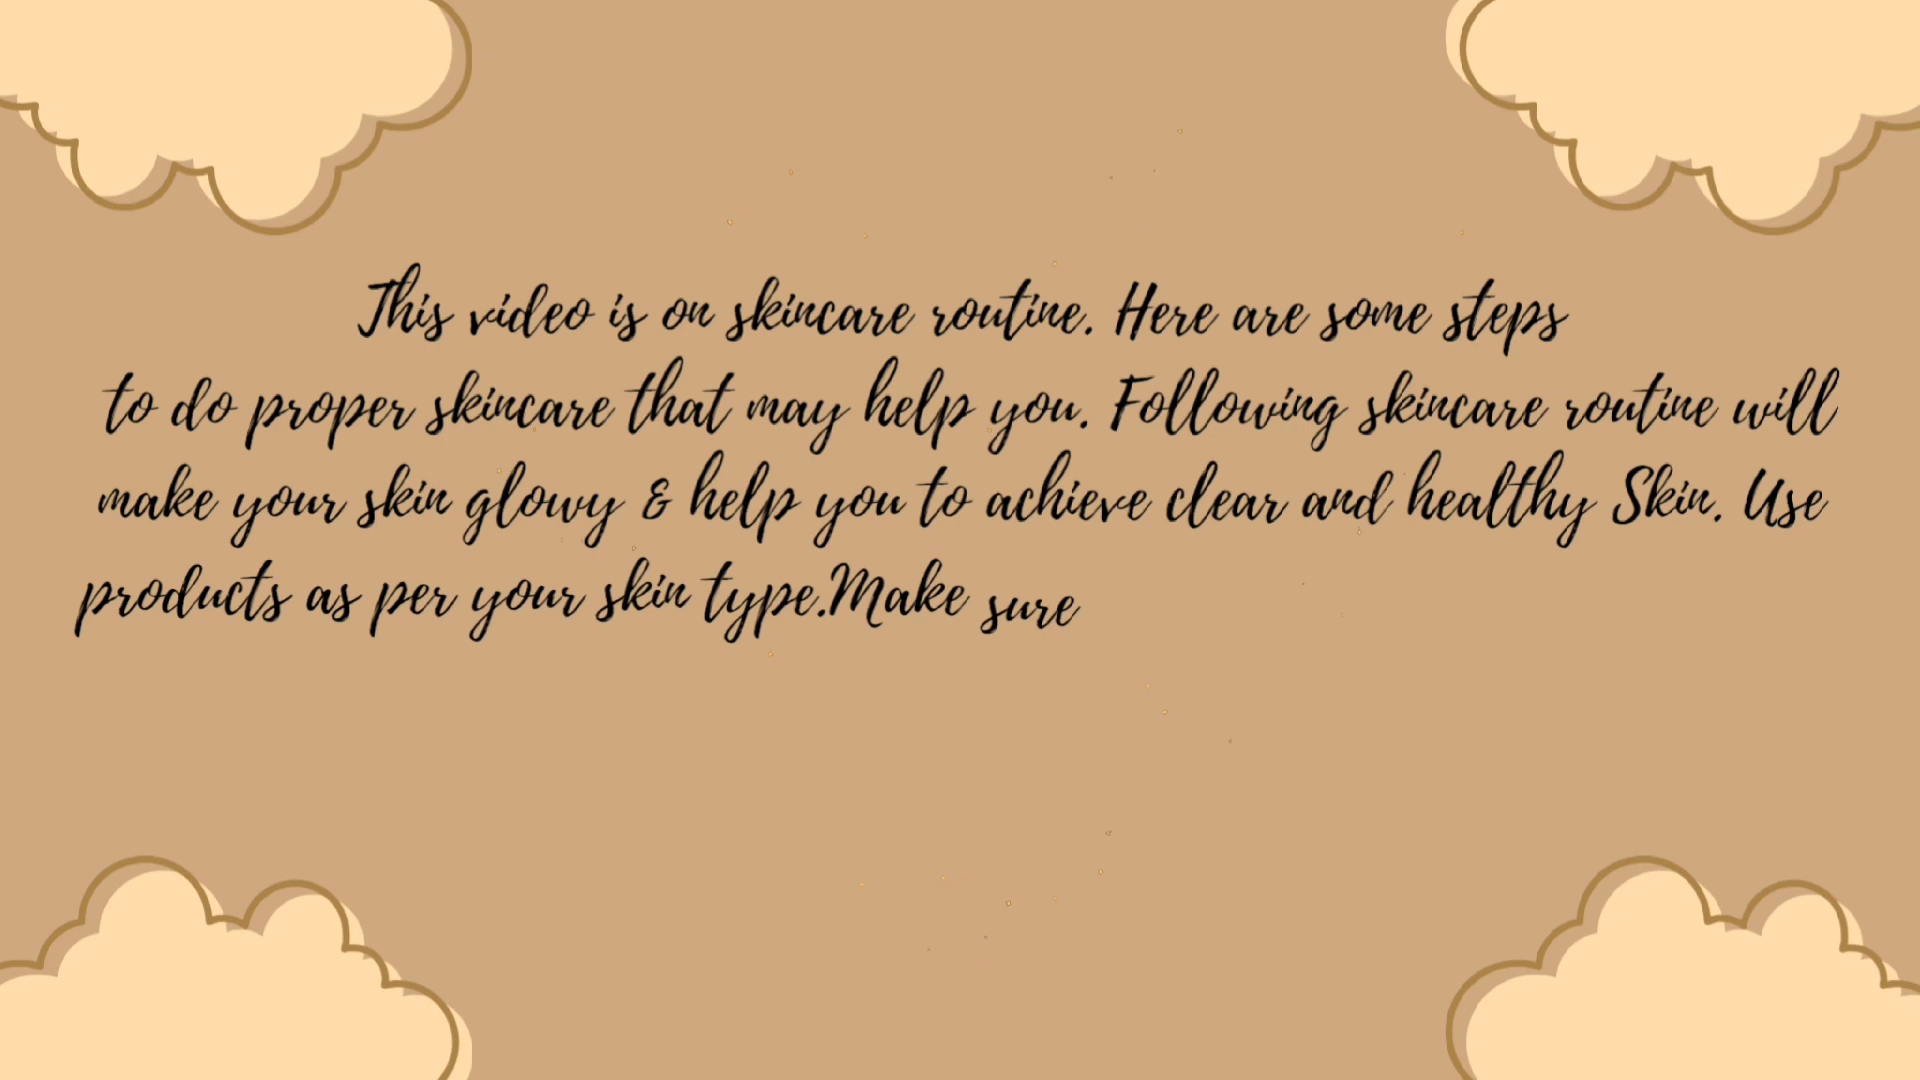 This video is on skincare routine. Here are some steps
to do proper skincare that may help you. Following skincare routine will
make your skin glowy & help you to achieve clear and healthy Skin. Use
products as per your skin type.Make sure